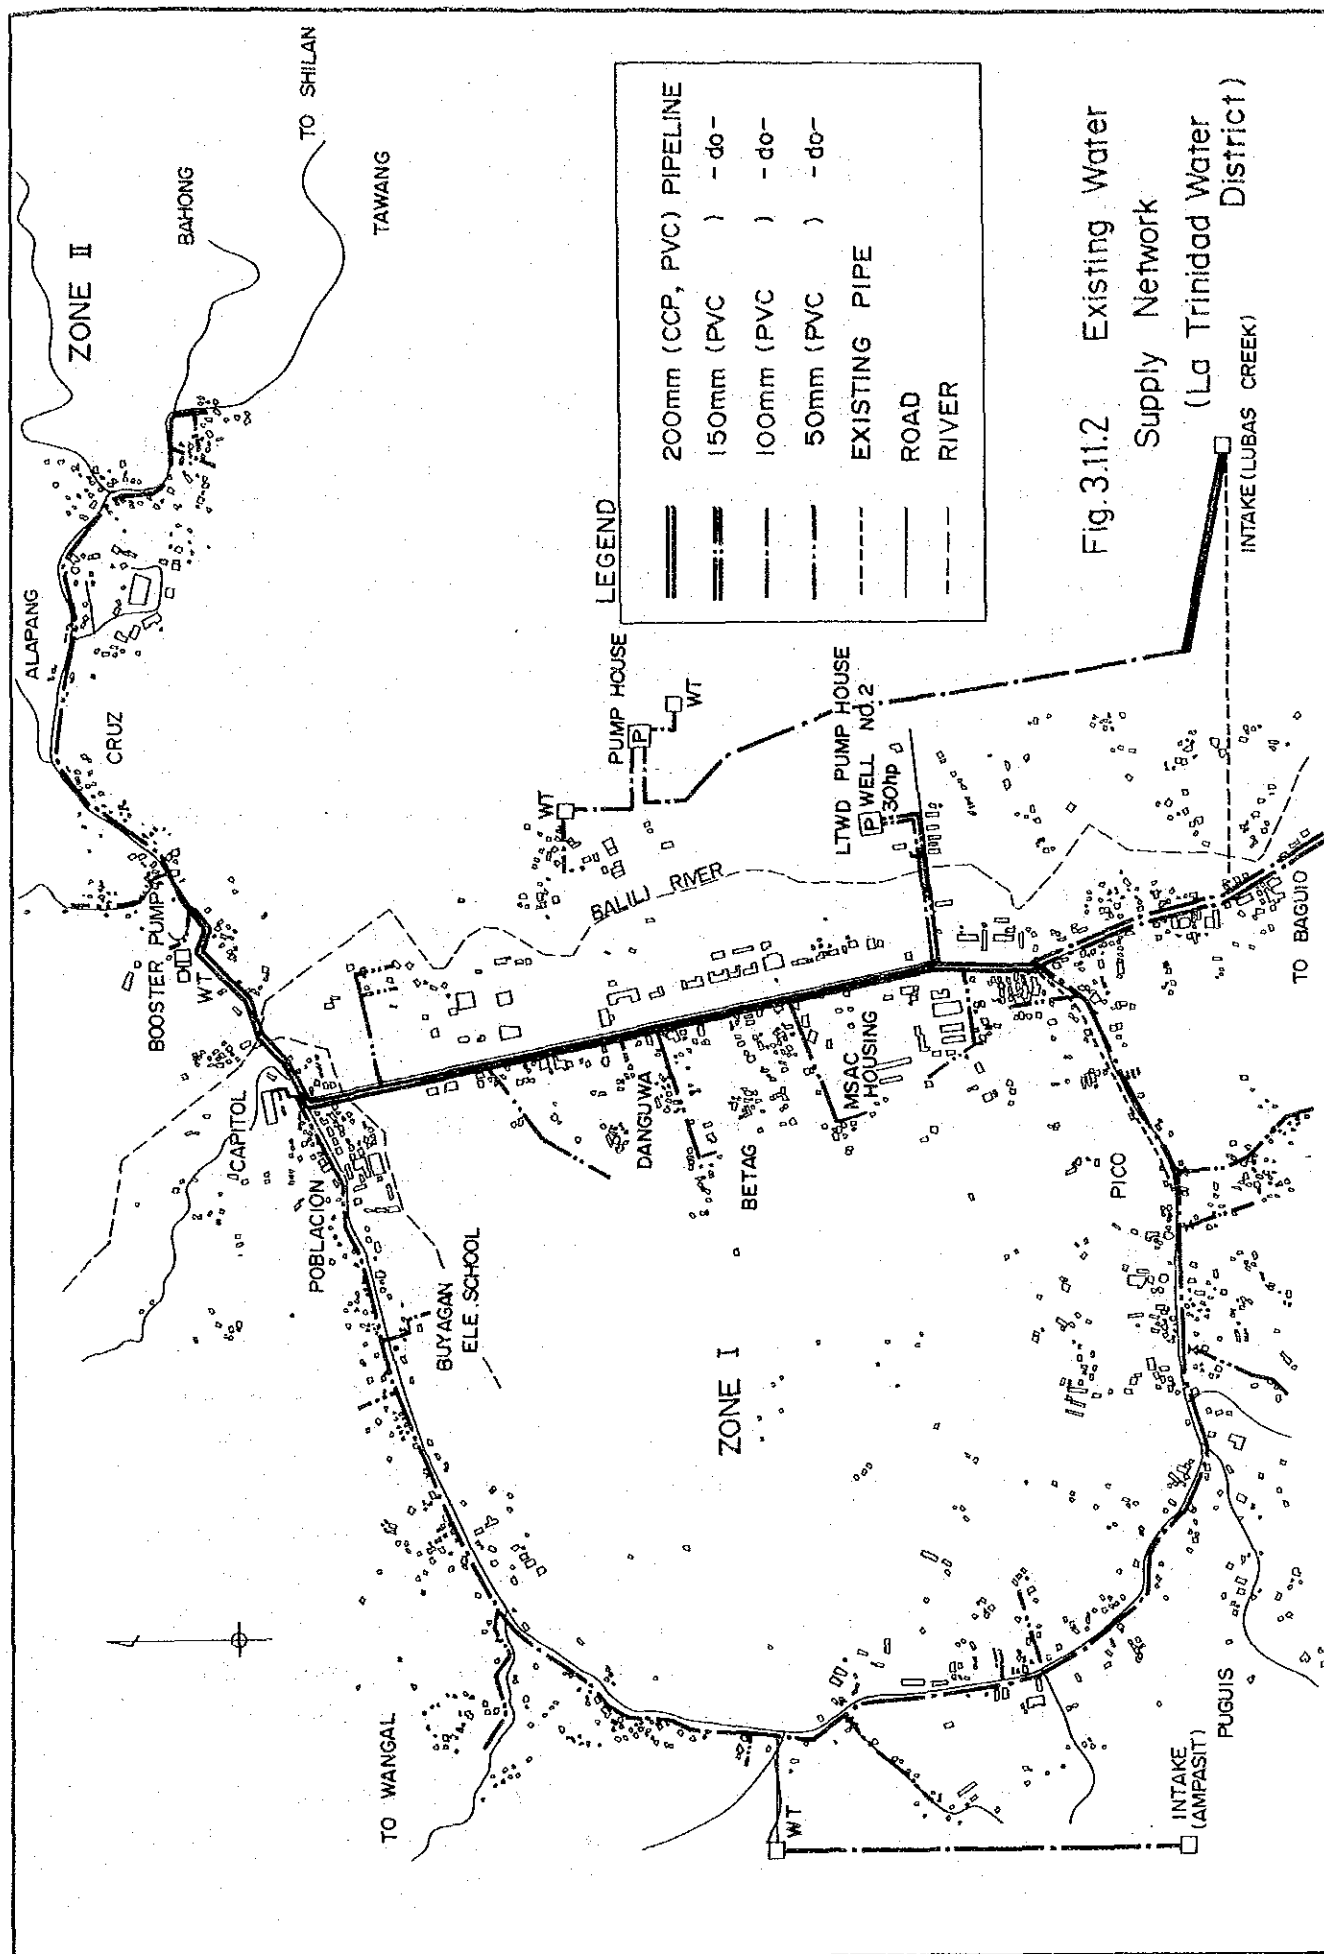 TO SHILAN
ZONE II
BAHONG
TAWANG
ALAPANG
CRUZ
BOOSTER PUMP
WT
CAPITOL
POBLACION
BUYAGAN
ELE. SCHOOL
TO WANGAL
PUMP HOUSE
P
WT
WT
BALILI RIVER
LTWD PUMP HOUSE
P WELL NO.2
30hp
DANGUWA
BETAG
MSAC
HOUSING
ZONE I
PICO
TO BAGUIO
PUGUIS
WT
INTAKE
(AMPASIT)
INTAKE (LUBAS CREEK)
LEGEND
200mm (CCP, PVC) PIPELINE
150mm (PVC ) -do-
100mm (PVC ) -do-
50mm (PVC ) -do-
EXISTING PIPE
ROAD
RIVER
Fig. 3.11.2 Existing Water
Supply Network
(La Trinidad Water
District)